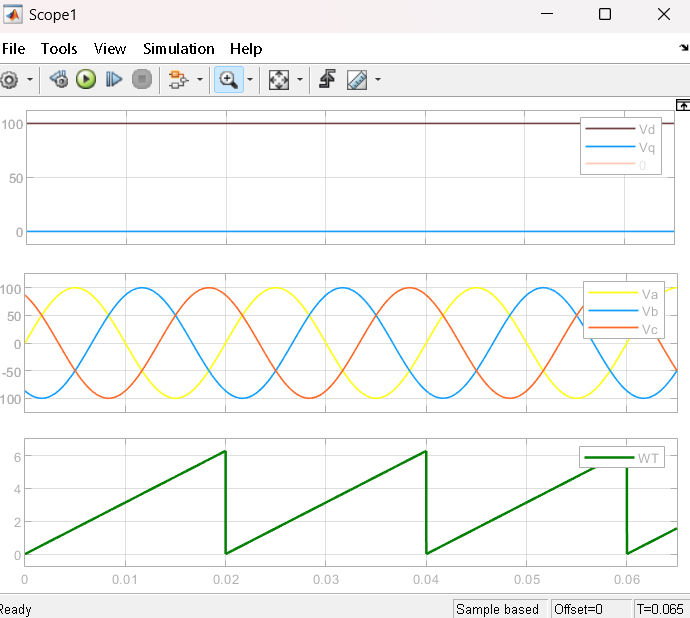 Scope1
File Tools View Simulation Help
100
50
0
Vd
Vq
0
100
50
0
-50
100
Va
Vb
Vc
6
4
2
0
WT
0 0.01 0.02 0.03 0.04 0.05 0.06
Ready Sample based Offset=0 T=0.065